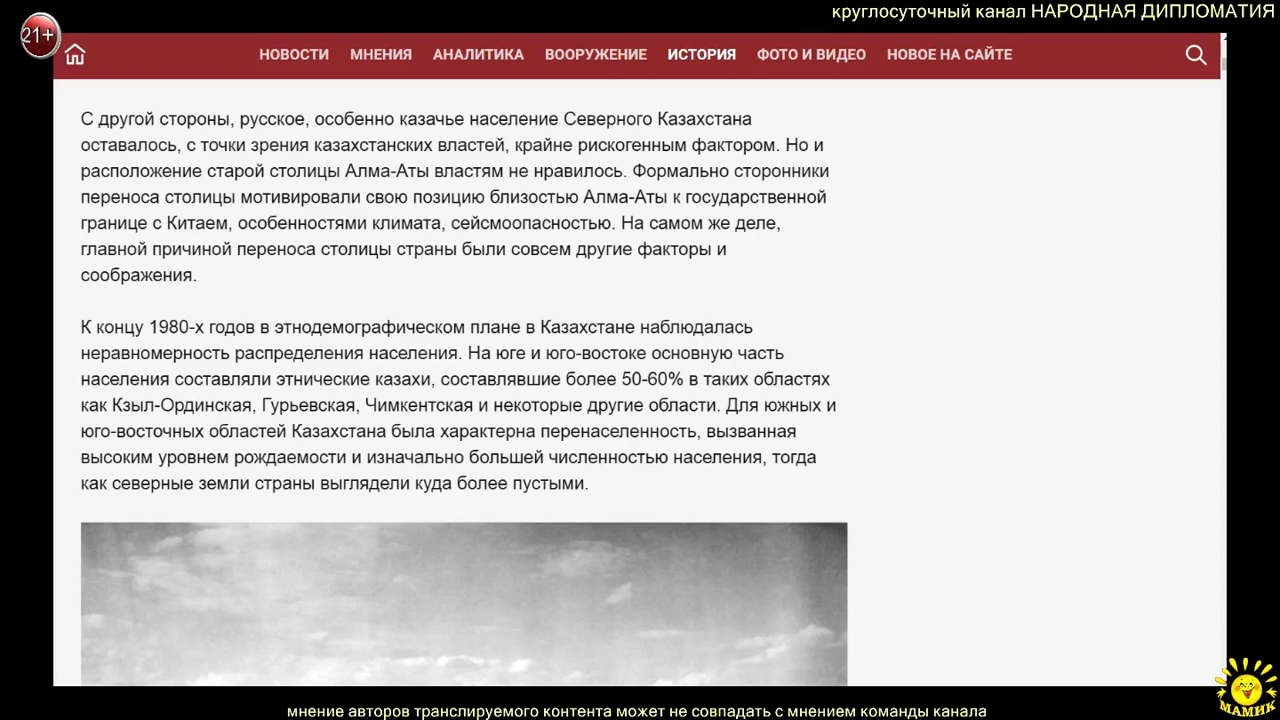 круглосуточный канал НАРОДНАЯ ДИПЛОМАТИЯ
21+
НОВОСТИ МНЕНИЯ АНАЛИТИКА ВООРУЖЕНИЕ ИСТОРИЯ ФОТО И ВИДЕО НОВОЕ НА САЙТЕ
С другой стороны, русское, особенно казачье население Северного Казахстана
оставалось, с точки зрения казахстанских властей, крайне рискогенным фактором. Но и
расположение старой столицы Алма-Аты властям не нравилось. Формально сторонники
переноса столицы мотивировали свою позицию близостью Алма-Аты к государственной
границе с Китаем, особенностями климата, сейсмоопасностью. На самом же деле,
главной причиной переноса столицы страны были совсем другие факторы и
соображения.
К концу 1980-х годов в этнодемографическом плане в Казахстане наблюдалась
неравномерность распределения населения. На юге и юго-востоке основную часть
населения составляли этнические казахи, составлявшие более 50-60% в таких областях
как Кзыл-Ординская, Гурьевская, Чимкентская и некоторые другие области. Для южных и
юго-восточных областей Казахстана была характерна перенаселенность, вызванная
высоким уровнем рождаемости и изначально большей численностью населения, тогда
как северные земли страны выглядели куда более пустыми.
МАМИК
мнение авторов транслируемого контента может не совпадать с мнением команды канала